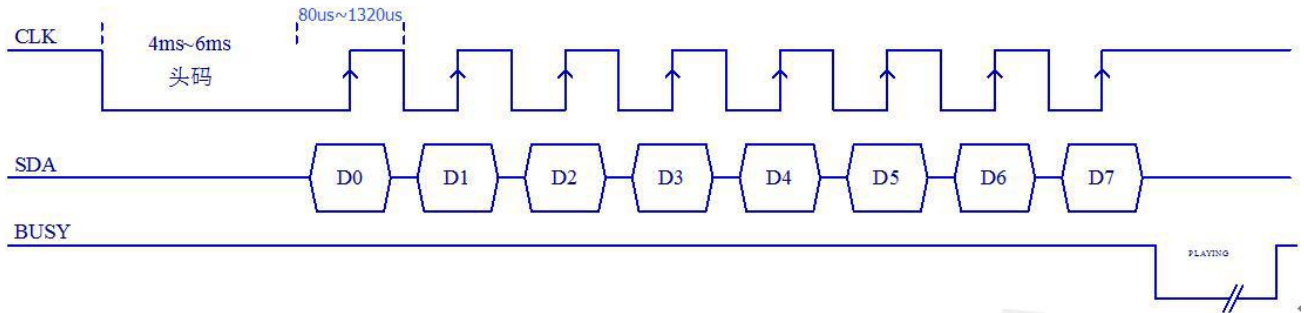 80us~1320us
CLK
4ms~6ms
头码
SDA
D0 D1 D2 D3 D4 D5 D6 D7
BUSY
PLAYING